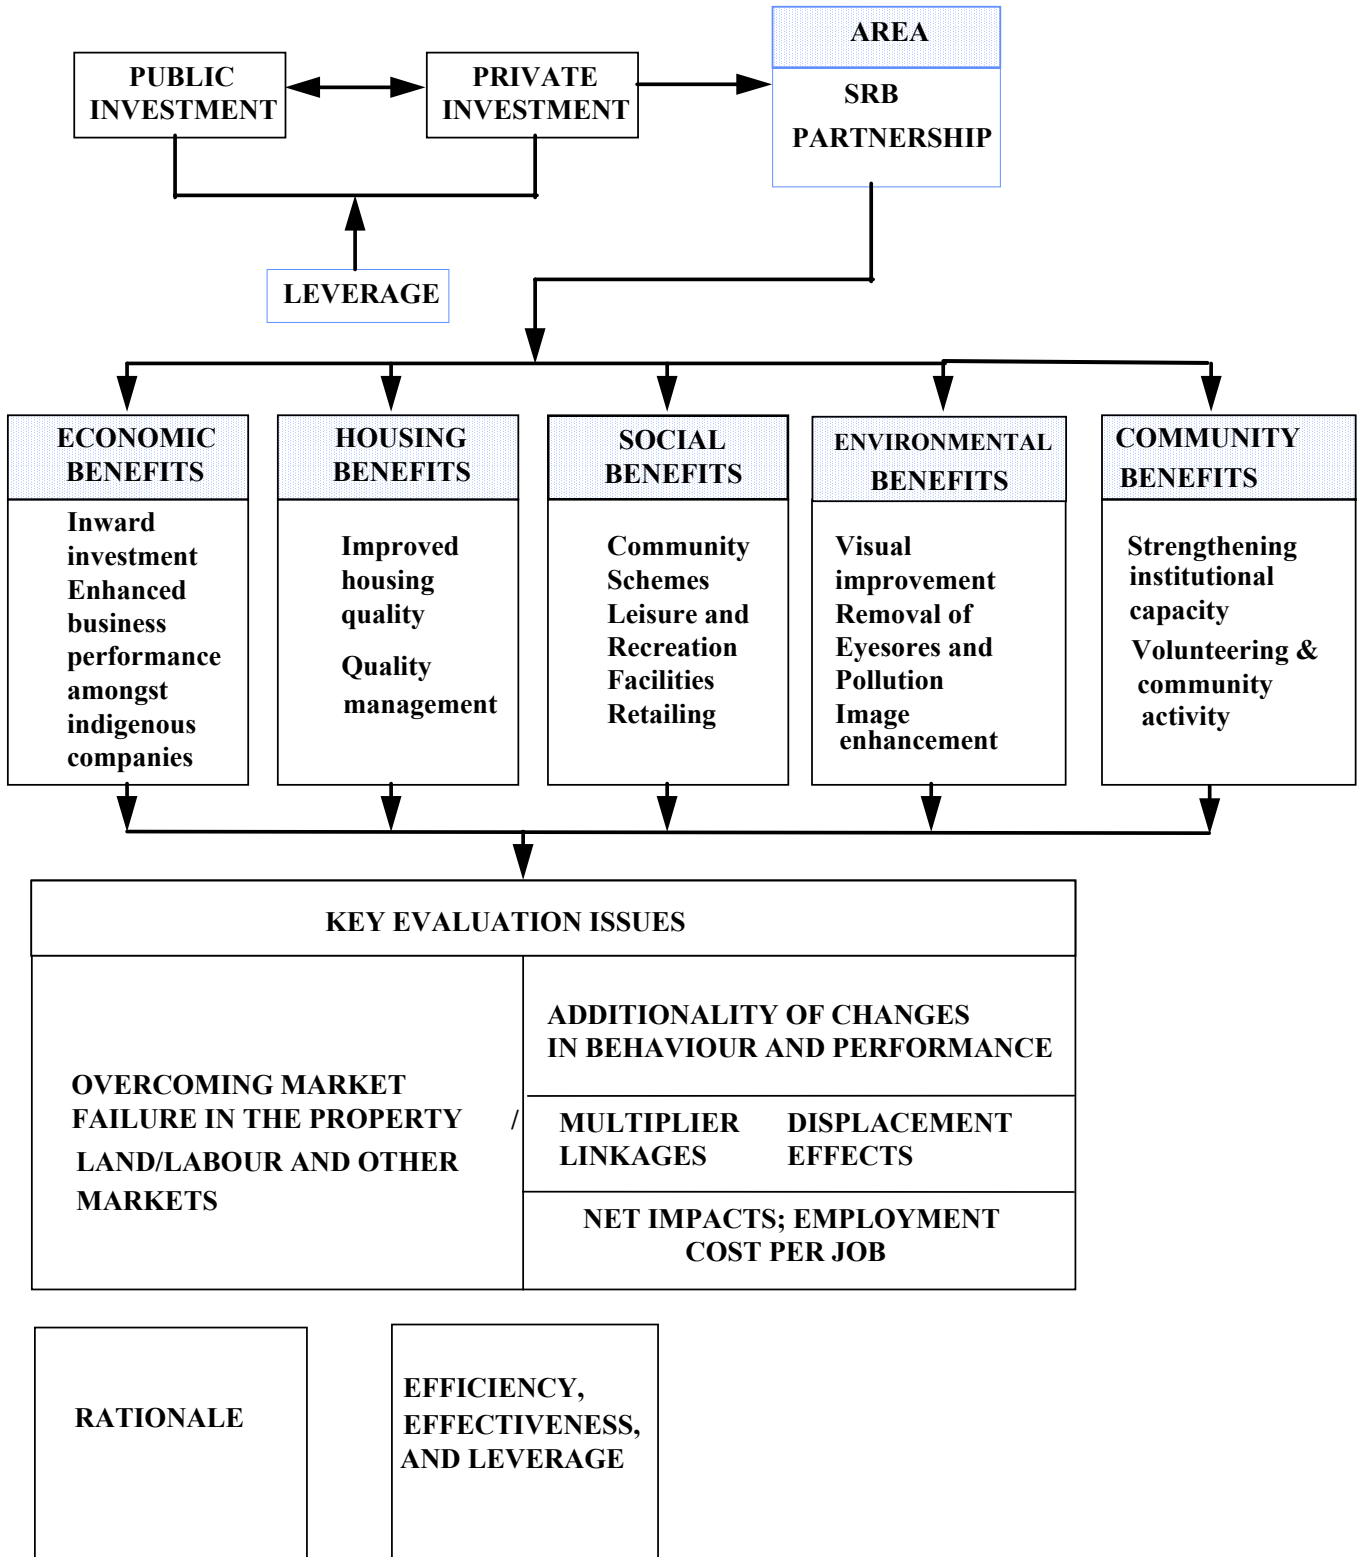 AREA
PUBLIC
INVESTMENT
PRIVATE
INVESTMENT
SRB
PARTNERSHIP
LEVERAGE
ECONOMIC
BENEFITS
Inward
investment
Enhanced
business
performance
amongst
indigenous
companies
HOUSING
BENEFITS
Improved
housing
quality
Quality
management
SOCIAL
BENEFITS
Community
Schemes
Leisure and
Recreation
Facilities
Retailing
ENVIRONMENTAL
BENEFITS
Visual
improvement
Removal of
Eyesores and
Pollution
Image
enhancement
COMMUNITY
BENEFITS
Strengthening
institutional
capacity
Volunteering &
community
activity
KEY EVALUATION ISSUES
OVERCOMING MARKET
FAILURE IN THE PROPERTY /
LAND/LABOUR AND OTHER
MARKETS
ADDITIONALITY OF CHANGES
IN BEHAVIOUR AND PERFORMANCE
MULTIPLIER
LINKAGES
DISPLACEMENT
EFFECTS
NET IMPACTS; EMPLOYMENT
COST PER JOB
RATIONALE
EFFICIENCY,
EFFECTIVENESS,
AND LEVERAGE